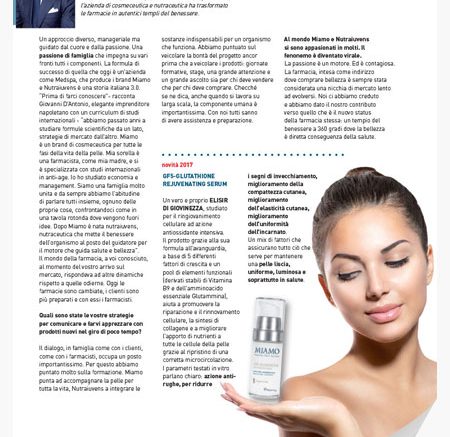 l'azienda di cosmeceutica e nutraceutica ha trasformato
le farmacie in autentici templi del benessere.
Un approccio diverso, manageriale ma
guidato dal cuore e dalla passione. Una
passione di famiglia che impegna su vari
fronti tutti i componenti. La formula di
successo di quella che oggi è un'azienda
come Medspa, che produce i brand Miamo
e Nutraiuvens è una storia italiana 3.0.
"Prima di tarsi conoscere" - racconta
Giovanni D'Antonio, elegante imprenditore
napoletano con un curriculum di studi
internazionali - "abbiamo passato anni a
studiare formule scientifiche da un lato,
strategie di mercato dall'altro. Miamo
è un brand di cosmeceutica per tutte le
fasi della vita della pelle. Mia sorella è
una farmacista, come mia madre, e si
è specializzata con studi internazionali
in anti-age. Io ho studiato economia e
management. Siamo una famiglia molto
unita e da sempre abbiamo l'abitudine
di parlare tutti insieme, ognuno delle
proprie cose, confrontandoci come in
una tavola rotonda dove vengono fuori
idee. Dopo Miamo è nata nutraiuvens,
nutraceutica che mette il benessere
dell'organismo al posto del guidatore per
il motore che guida salute e bellezza".
Il mondo della farmacia, a voi conosciuto,
al momento del vostro arrivo sul
mercato, rispondeva ad altre dinamiche
rispetto a quelle odierne. Oggi le
farmacie sono cambiate, i clienti sono
più preparati e con essi i farmacisti.
Quali sono state le vostre strategie
per comunicare e farvi apprezzare con
prodotti nuovi nel giro di poco tempo?
Il dialogo, in famiglia come con i clienti,
come con i farmacisti, occupa un posto
importantissimo. Per questo abbiamo
puntato molto sulla formazione. Miamo
punta ad accompagnare la pelle per
tutta la vita, Nutraiuvens a integrare le
sostanze indispensabili per un organismo
che funziona. Abbiamo puntato sul
veicolare la bontà del progetto ancor
prima che a veicolare i prodotti: giornate
formative, stage, una grande attenzione e
un grande ascolto sia per chi deve vendere
che per chi deve comprare. Checché
se ne dica, anche quando si lavora su
larga scala, la componente umana è
importantissima. Con noi tutti sanno
di avere assistenza e preparazione.
Al mondo Miamo e Nutraiuvens
si sono appassionati in molti. Il
fenomeno è diventato virale.
La passione è un motore. Ed è contagiosa.
La farmacia, intesa come indirizzo
dove comprare bellezza è sempre stata
considerata una nicchia di mercato lento
ad evolversi. Noi ci abbiamo creduto
e abbiamo dato il nostro contributo
verso quello che è il nuovo status
della farmacia stessa: un tempio del
benessere a 360 gradi dove la bellezza
è diretta conseguenza della salute.
novità 2017
GF5-GLUTATHIONE
REJUVENATING SERUM
Un vero e proprio ELISIR
DI GIOVINEZZA, studiato
per il ringiovanimento
cellulare ad azione
antiossidante intensiva.
Il prodotto grazie alla sua
formula all'avanguardia,
a base di 5 differenti
fattori di crescita e un
pool di elementi funzionali
(derivati stabili di Vitamina
B9 e dell'aminoacido
essenziale Glutammina),
aiuta a promuovere la
riparazione e il rinnovamento
cellulare, la sintesi di
collagene e a migliorare
l'apporto di nutrienti a
tutte le cellule della pelle
grazie al ripristino di una
corretta microcircolazione.
I parametri testati in vitro
parlano chiaro: azione anti-
rughe, per ridurre
i segni di invecchiamento,
miglioramento della
compattezza cutanea,
miglioramento
dell'elasticità cutanea,
miglioramento
dell'uniformità
dell'incarnato.
Un mix di fattori che
assicurano tutto ciò che
serve per mantenere
una pelle liscia,
uniforme, luminosa e
soprattutto in salute.
MIAMO